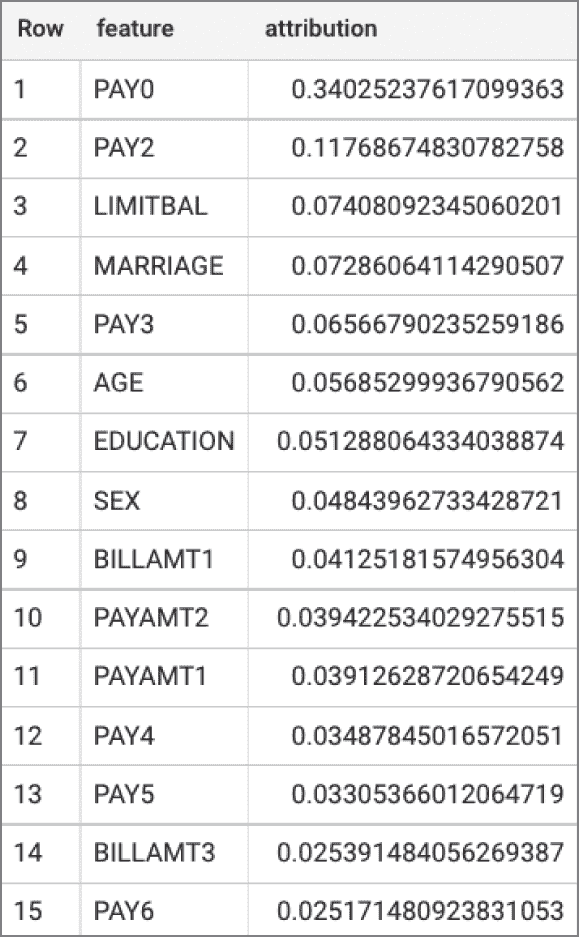 Row feature attribution
1 PAY0 0.34025237617099363
2 PAY2 0.11768674830782758
3 LIMITBAL 0.07408092345060201
4 MARRIAGE 0.07286064114290507
5 PAY3 0.06566790235259186
6 AGE 0.05685299936790562
7 EDUCATION 0.051288064334038874
8 SEX 0.04843962733428721
9 BILLAMT1 0.04125181574956304
10 PAYAMT2 0.039422534029275515
11 PAYAMT1 0.03912628720654249
12 PAY4 0.03487845016572051
13 PAY5 0.03305366012064719
14 BILLAMT3 0.025391484056269387
15 PAY6 0.025171480923831053